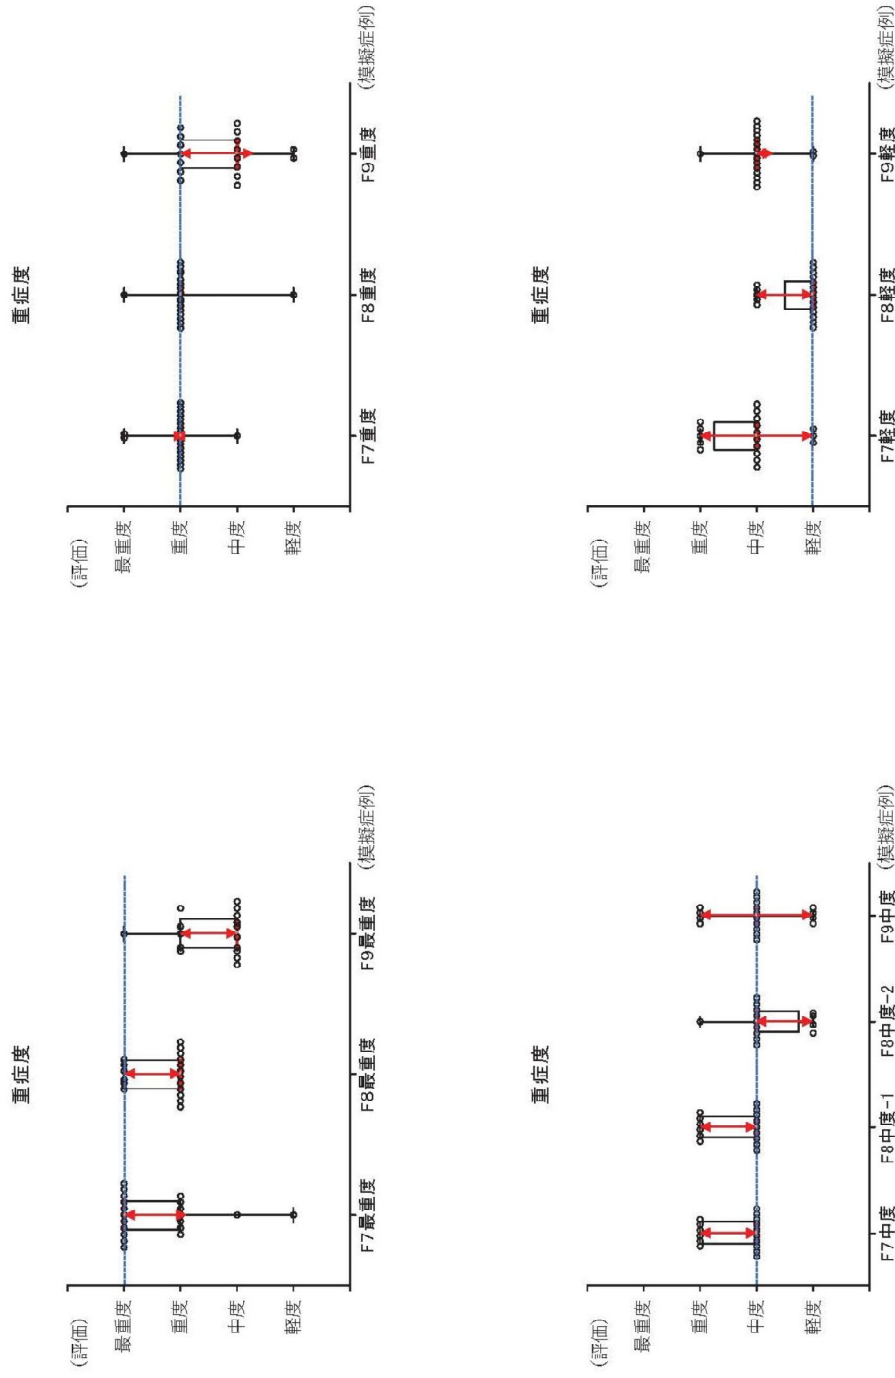 重症度
(評価)
最重度
重度
中度
軽度
F7最重度
F8最重度
F9最重度
(模擬症例)
重症度
(評価)
最重度
重度
中度
軽度
F7重度
F8重度
F9重度
(模擬症例)
重症度
(評価)
最重度
重度
中度
軽度
F7中度
F8中度-1
F8中度-2
F9中度
(模擬症例)
重症度
(評価)
最重度
重度
中度
軽度
F7軽度
F8軽度
F9軽度
(模擬症例)